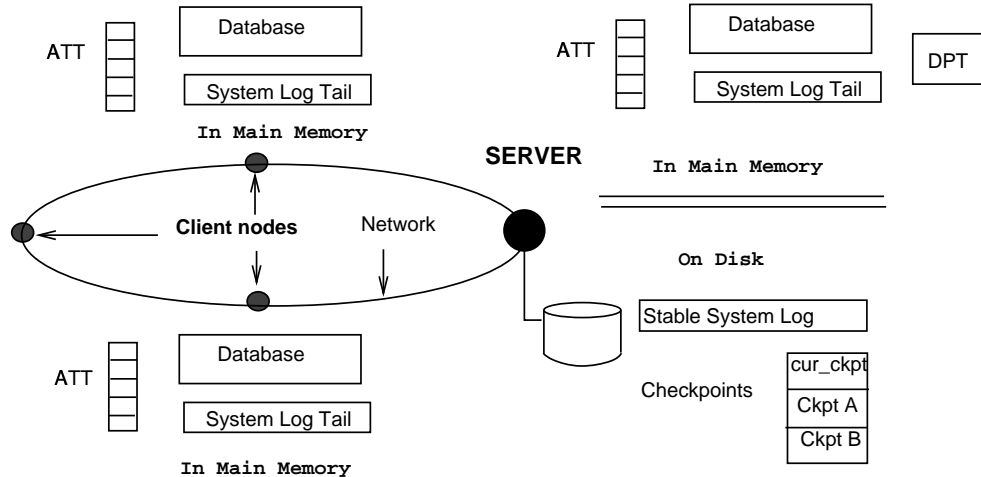 Database
ATT
System Log Tail
In Main Memory
Database
ATT
DPT
System Log Tail
In Main Memory
SERVER
Client nodes
Network
On Disk
Stable System Log
Checkpoints
cur_ckpt
Ckpt A
Ckpt B
Database
ATT
System Log Tail
In Main Memory